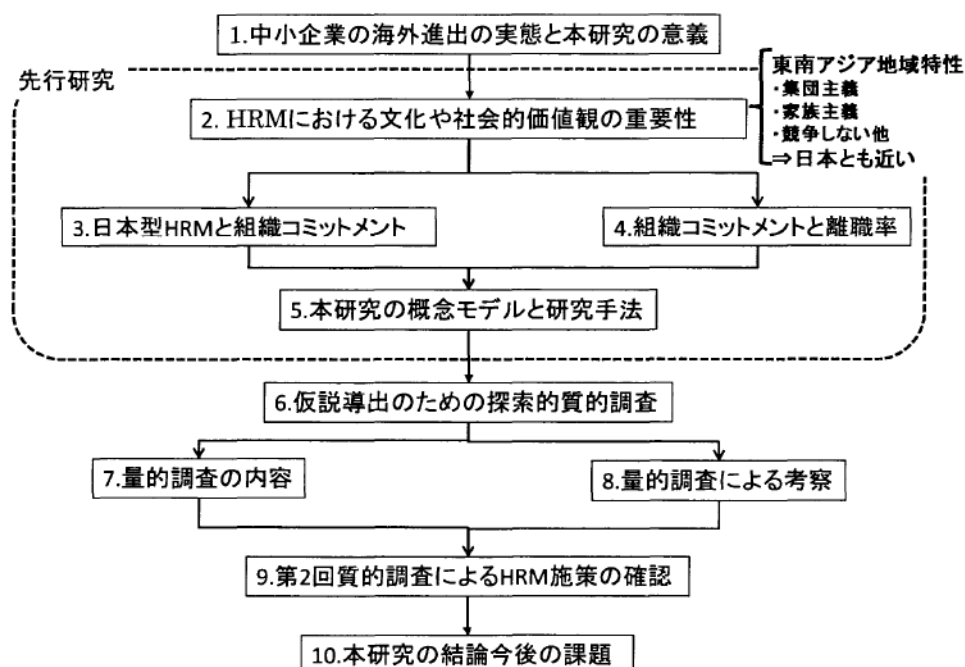 1.中小企業の海外進出の実態と本研究の意義
先行研究
東南アジア地域特性
・集団主義
・家族主義
・競争しない他
⇒日本とも近い
2. HRMにおける文化や社会的価値観の重要性
3.日本型HRMと組織コミットメント
4.組織コミットメントと離職率
5.本研究の概念モデルと研究手法
6.仮説導出のための探索的質的調査
7.量的調査の内容
8.量的調査による考察
9.第2回質的調査によるHRM施策の確認
10.本研究の結論今後の課題